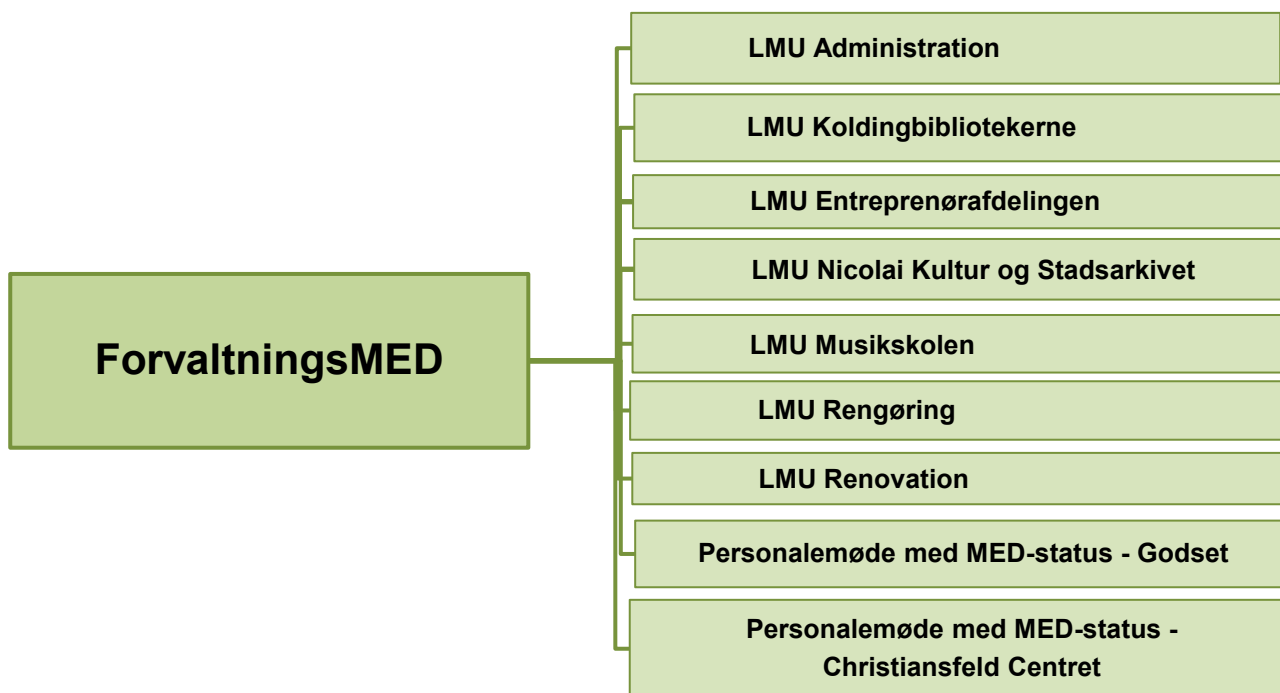 ForvaltningsMED
LMU Administration
LMU Koldingbibliotekerne
LMU Entreprenørafdelingen
LMU Nicolai Kultur og Stadsarkivet
LMU Musikskolen
LMU Rengøring
LMU Renovation
Personalemøde med MED-status - Godset
Personalemøde med MED-status -
Christiansfeld Centret